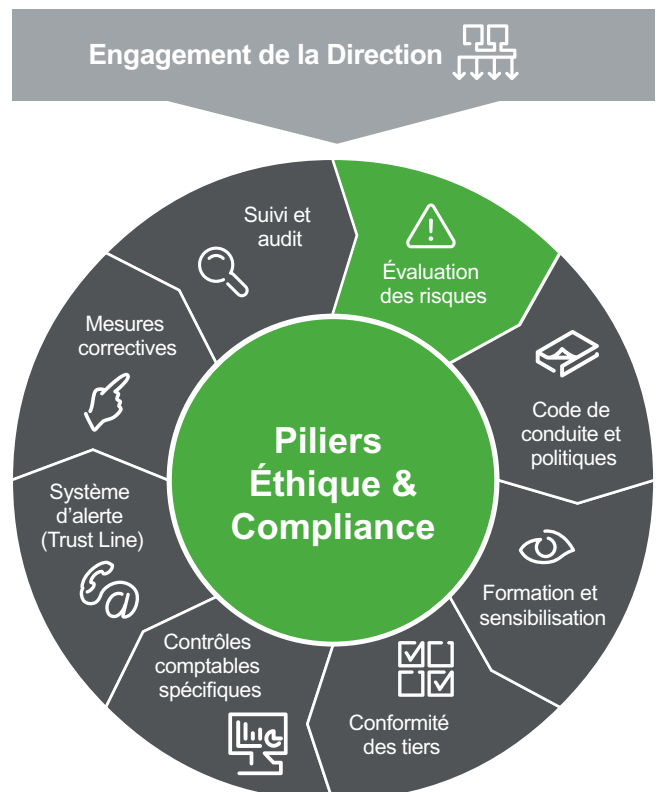 Engagement de la Direction
Suivi et
audit
Évaluation
des risques
Mesures
correctives
Code de
conduite et
politiques
Piliers
Éthique &
Compliance
Système
d'alerte
(Trust Line)
Formation et
sensibilisation
Contrôles
comptables
spécifiques
Conformité
des tiers